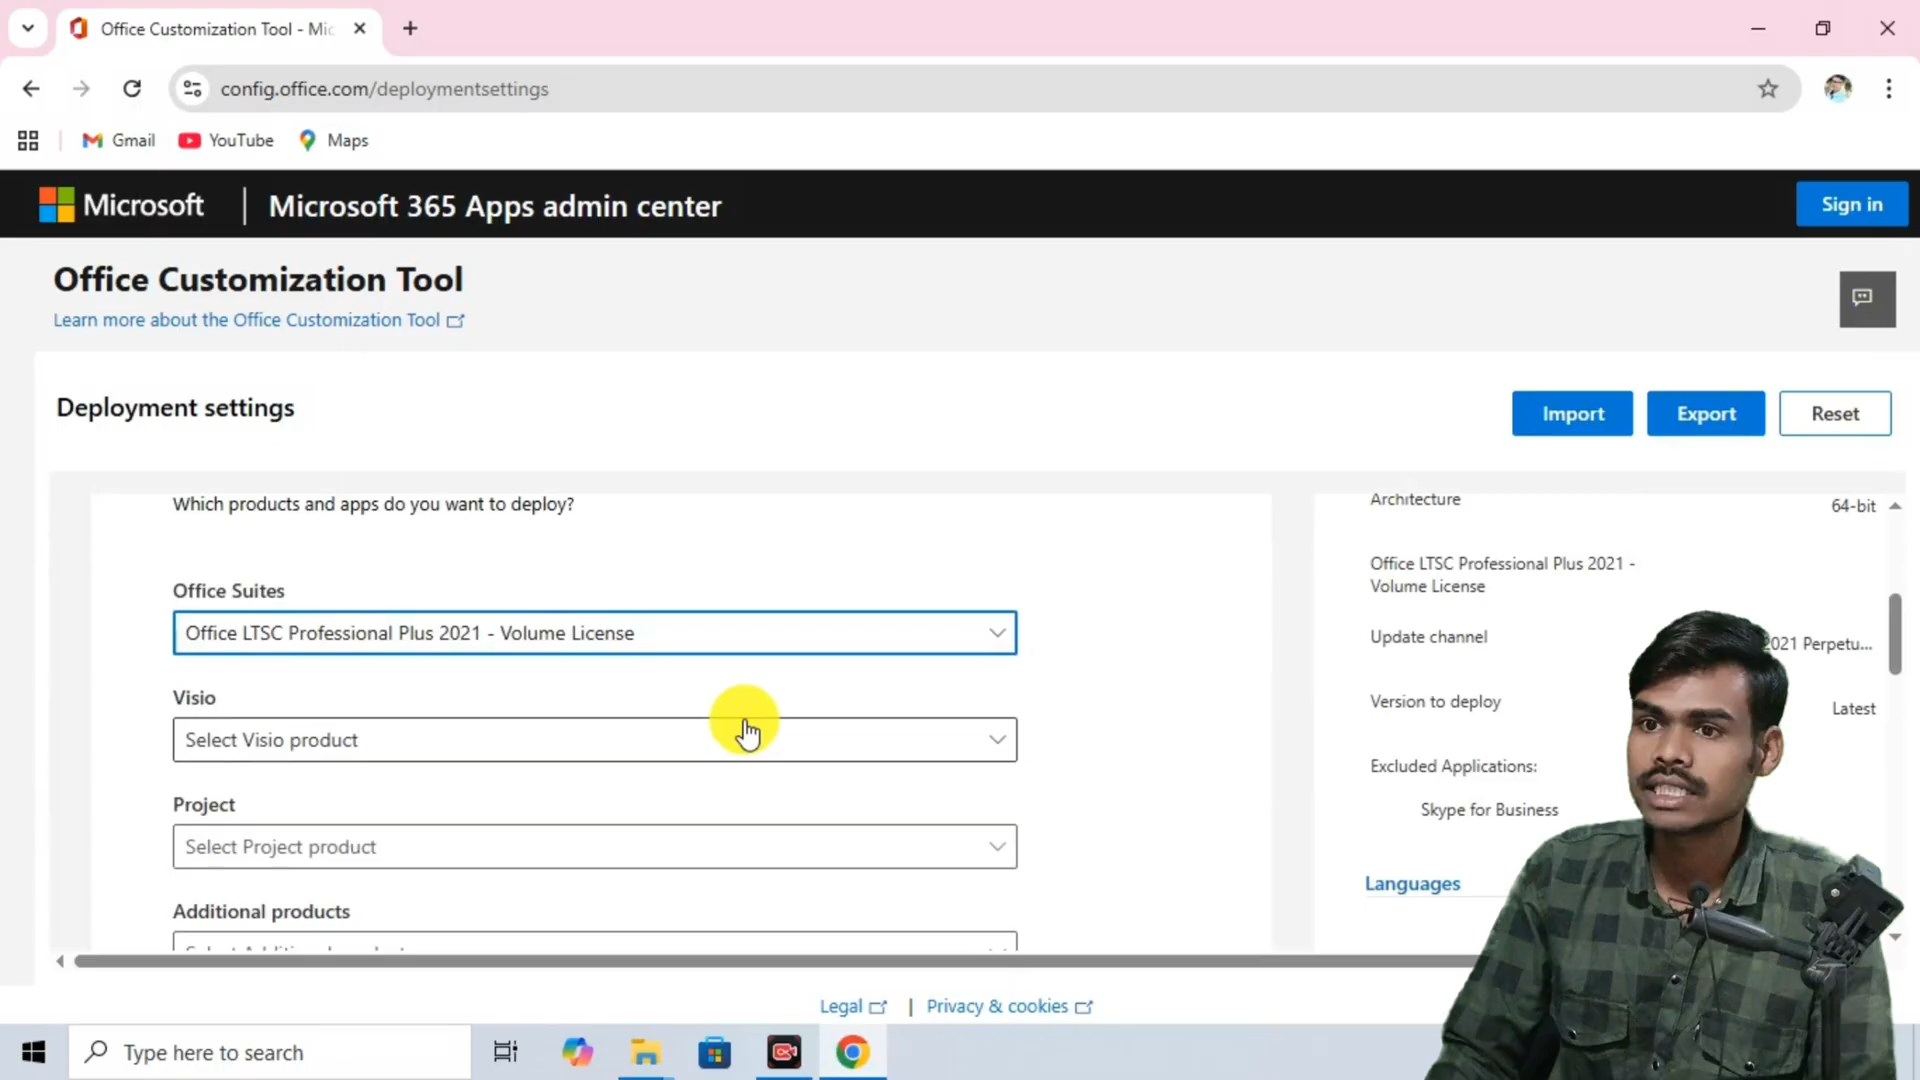 Office Customization Tool - Mic
config.office.com/deploymentsettings
Gmail
YouTube
Maps
Microsoft
Microsoft 365 Apps admin center
Sign in
Office Customization Tool
Learn more about the Office Customization Tool
Deployment settings
Import
Export
Reset
Which products and apps do you want to deploy?
Office Suites
Office LTSC Professional Plus 2021 - Volume License
Visio
Select Visio product
Project
Select Project product
Additional products
Architecture
64-bit
Office LTSC Professional Plus 2021 -
Volume License
Update channel
2021 Perpetu...
Version to deploy
Latest
Excluded Applications:
Skype for Business
Languages
Legal
|
Privacy & cookies
Type here to search